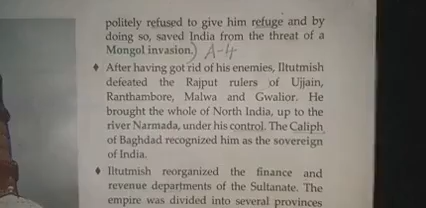 politely refused to give him refuge and by
doing so, saved India from the threat of a
Mongol invasion.) A-4
♦ After having got rid of his enemies, Iltutmish
defeated the Rajput rulers of Ujjain,
Ranthambore, Malwa and Gwalior. He
brought the whole of North India, up to the
river Narmada, under his control. The Caliph
of Baghdad recognized him as the sovereign
of India.
♦ Iltutmish reorganized the finance and
revenue departments of the Sultanate. The
empire was divided into several provinces